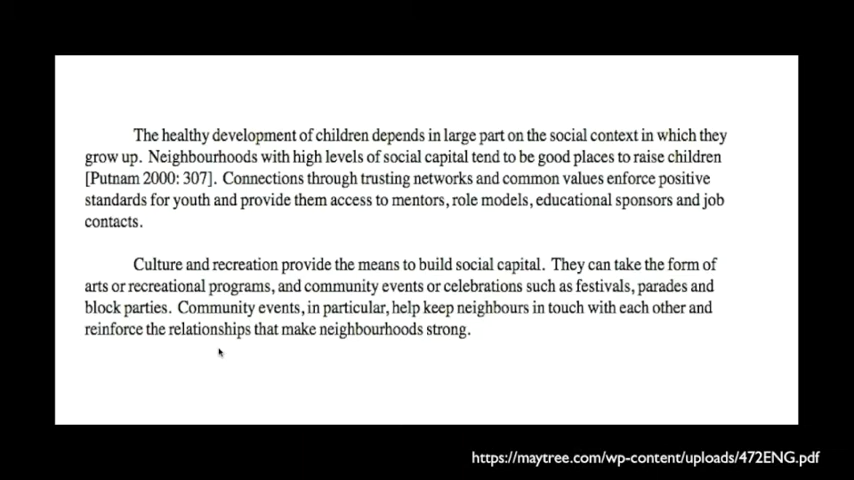 The healthy development of children depends in large part on the social context in which they
grow up. Neighbourhoods with high levels of social capital tend to be good places to raise children
[Putnam 2000: 307]. Connections through trusting networks and common values enforce positive
standards for youth and provide them access to mentors, role models, educational sponsors and job
contacts.
Culture and recreation provide the means to build social capital. They can take the form of
arts or recreational programs, and community events or celebrations such as festivals, parades and
block parties. Community events, in particular, help keep neighbours in touch with each other and
reinforce the relationships that make neighbourhoods strong.
https://maytree.com/wp-content/uploads/472ENG.pdf